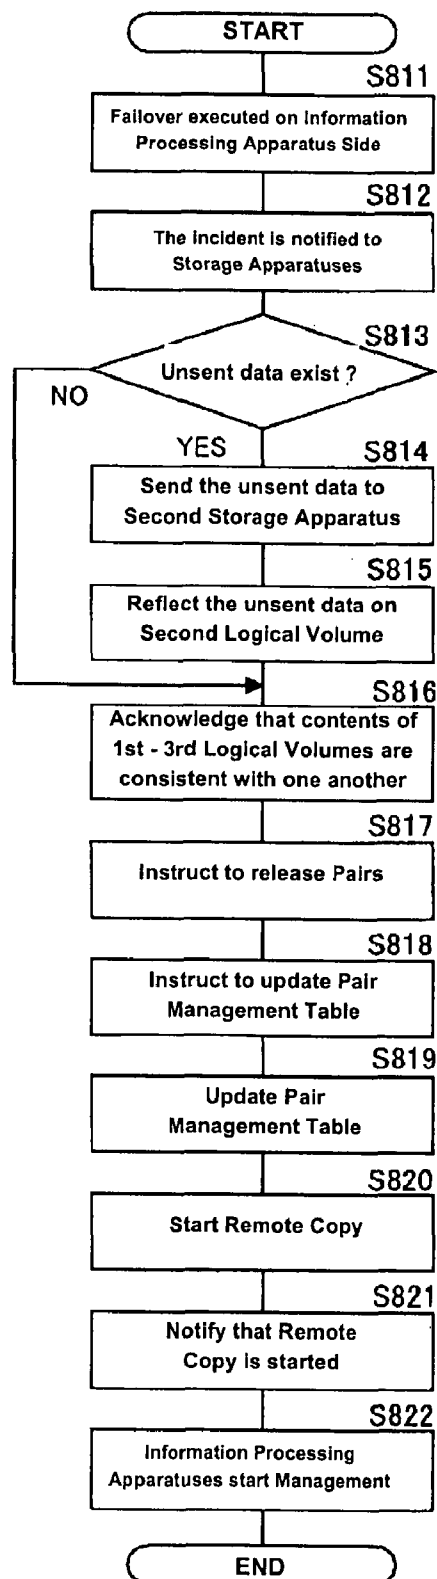 START
S811
Failover executed on Information
Processing Apparatus Side
S812
The incident is notified to
Storage Apparatuses
S813
Unsent data exist ?
NO
YES
S814
Send the unsent data to
Second Storage Apparatus
S815
Reflect the unsent data on
Second Logical Volume
S816
Acknowledge that contents of
1st - 3rd Logical Volumes are
consistent with one another
S817
Instruct to release Pairs
S818
Instruct to update Pair
Management Table
S819
Update Pair
Management Table
S820
Start Remote Copy
S821
Notify that Remote
Copy is started
S822
Information Processing
Apparatuses start Management
END